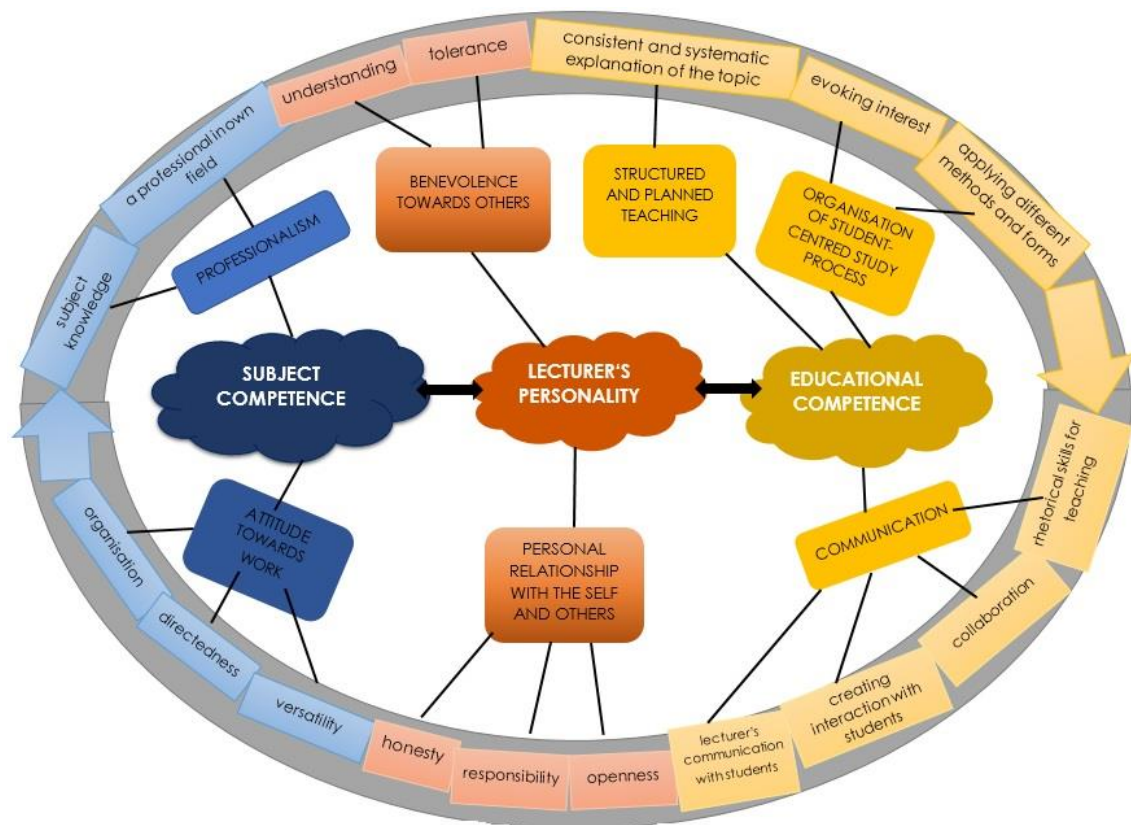 understanding
tolerance
consistent and systematic
explanation of the topic
evoking interest
applying different
methods and forms
a professional in own
field
subject
knowledge
PROFESSIONALISM
BENEVOLENCE
TOWARDS OTHERS
STRUCTURED
AND PLANNED
TEACHING
ORGANISATION
OF STUDENT-
CENTRED STUDY
PROCESS
SUBJECT
COMPETENCE
LECTURER'S
PERSONALITY
EDUCATIONAL
COMPETENCE
ATTITUDE
TOWARDS
WORK
PERSONAL
RELATIONSHIP
WITH THE SELF
AND OTHERS
COMMUNICATION
rhetorical skills for
teaching
collaboration
creating
interaction with
students
lecturer's
communication
with students
openness
responsibility
honesty
versatility
directedness
organisation